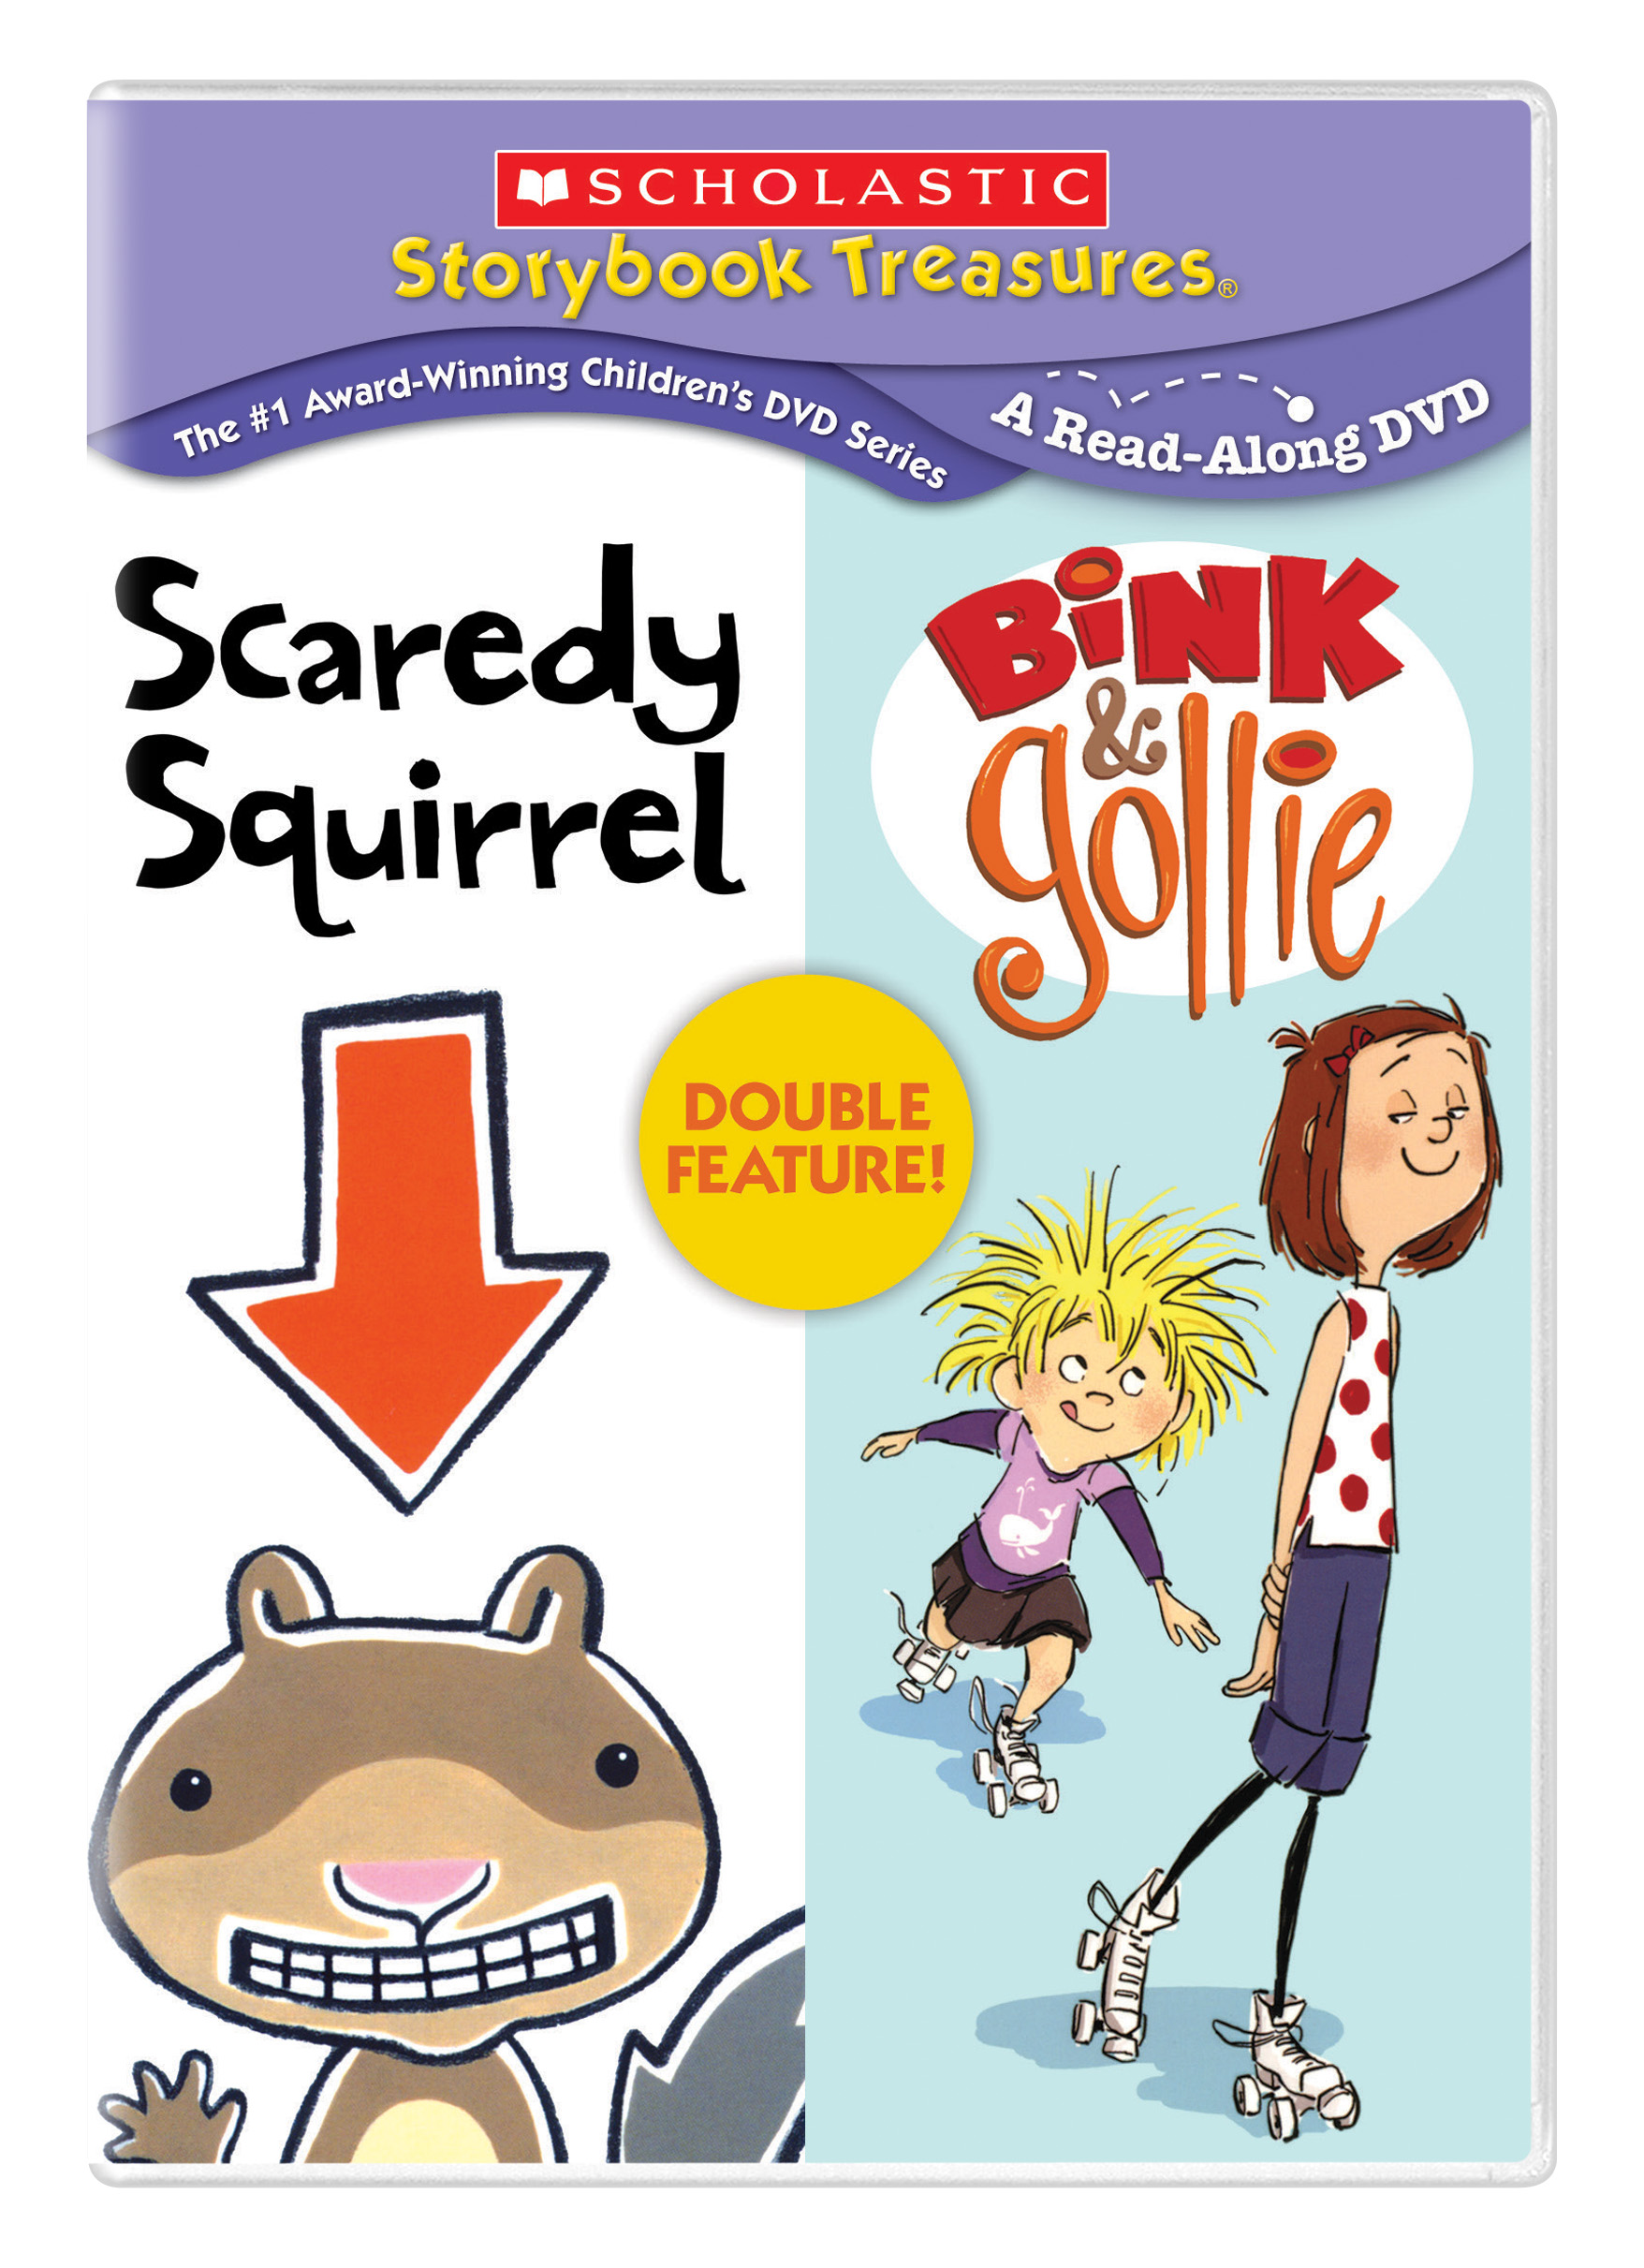 SCHOLASTIC
Storybook Treasures®
The #1 Award-Winning Children's DVD Series
A Read-Along DVD
Scaredy
Squirrel
BiNK
&
gollie
DOUBLE
FEATURE!